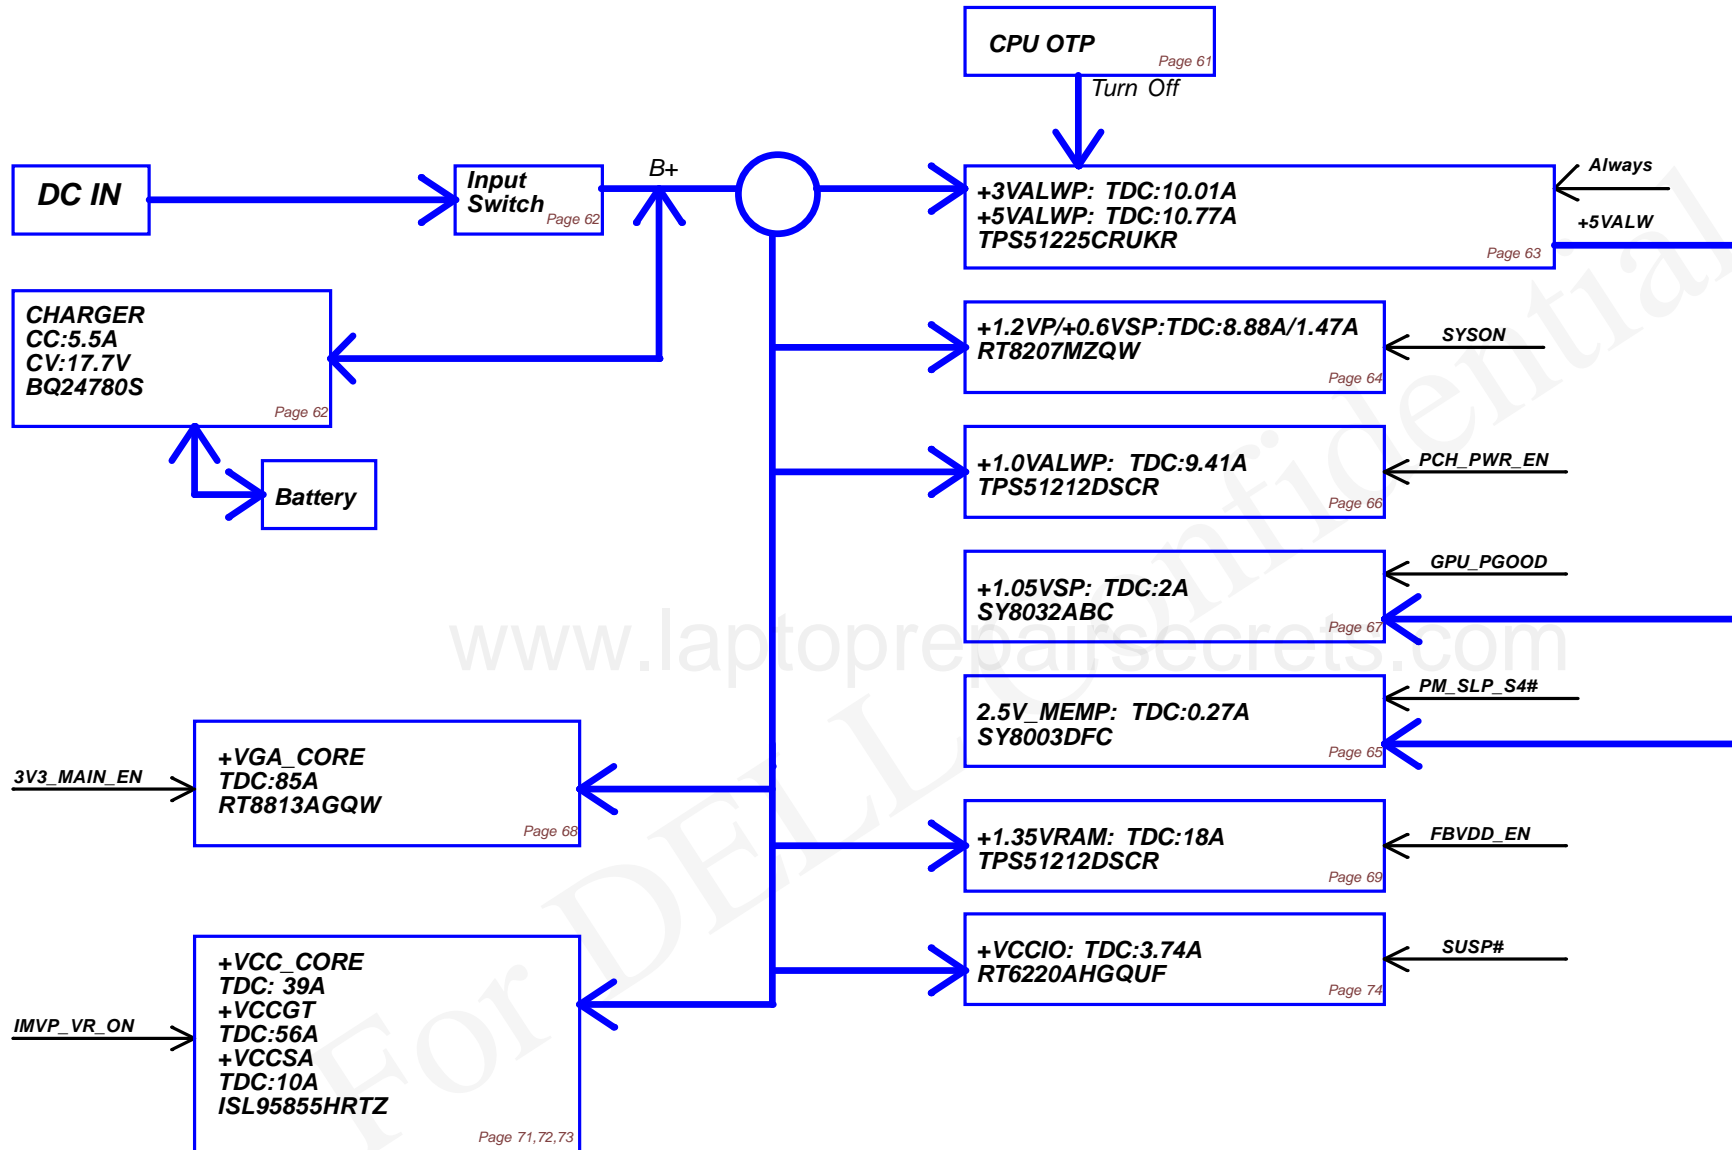 CPU OTP
Page 61
Turn Off
DC IN
Input
Switch
Page 62
B+
+3VALWP: TDC:10.01A
+5VALWP: TDC:10.77A
TPS51225CRUKR
Page 63
Always
+5VALW
CHARGER
CC:5.5A
CV:17.7V
BQ24780S
Page 62
Battery
+1.2VP/+0.6VSP:TDC:8.88A/1.47A
RT8207MZQW
Page 64
SYSON
+1.0VALWP: TDC:9.41A
TPS51212DSCR
Page 66
PCH_PWR_EN
+1.05VSP: TDC:2A
SY8032ABC
Page 67
GPU_PGOOD
www.laptoprepairsecrets.com
2.5V_MEMP: TDC:0.27A
SY8003DFC
Page 65
PM_SLP_S4#
3V3_MAIN_EN
+VGA_CORE
TDC:85A
RT8813AGQW
Page 68
+1.35VRAM: TDC:18A
TPS51212DSCR
Page 69
FBVDD_EN
+VCCIO: TDC:3.74A
RT6220AHGQUF
Page 74
SUSP#
IMVP_VR_ON
+VCC_CORE
TDC: 39A
+VCCGT
TDC:56A
+VCCSA
TDC:10A
ISL95855HRTZ
Page 71,72,73
For DELL Confidential